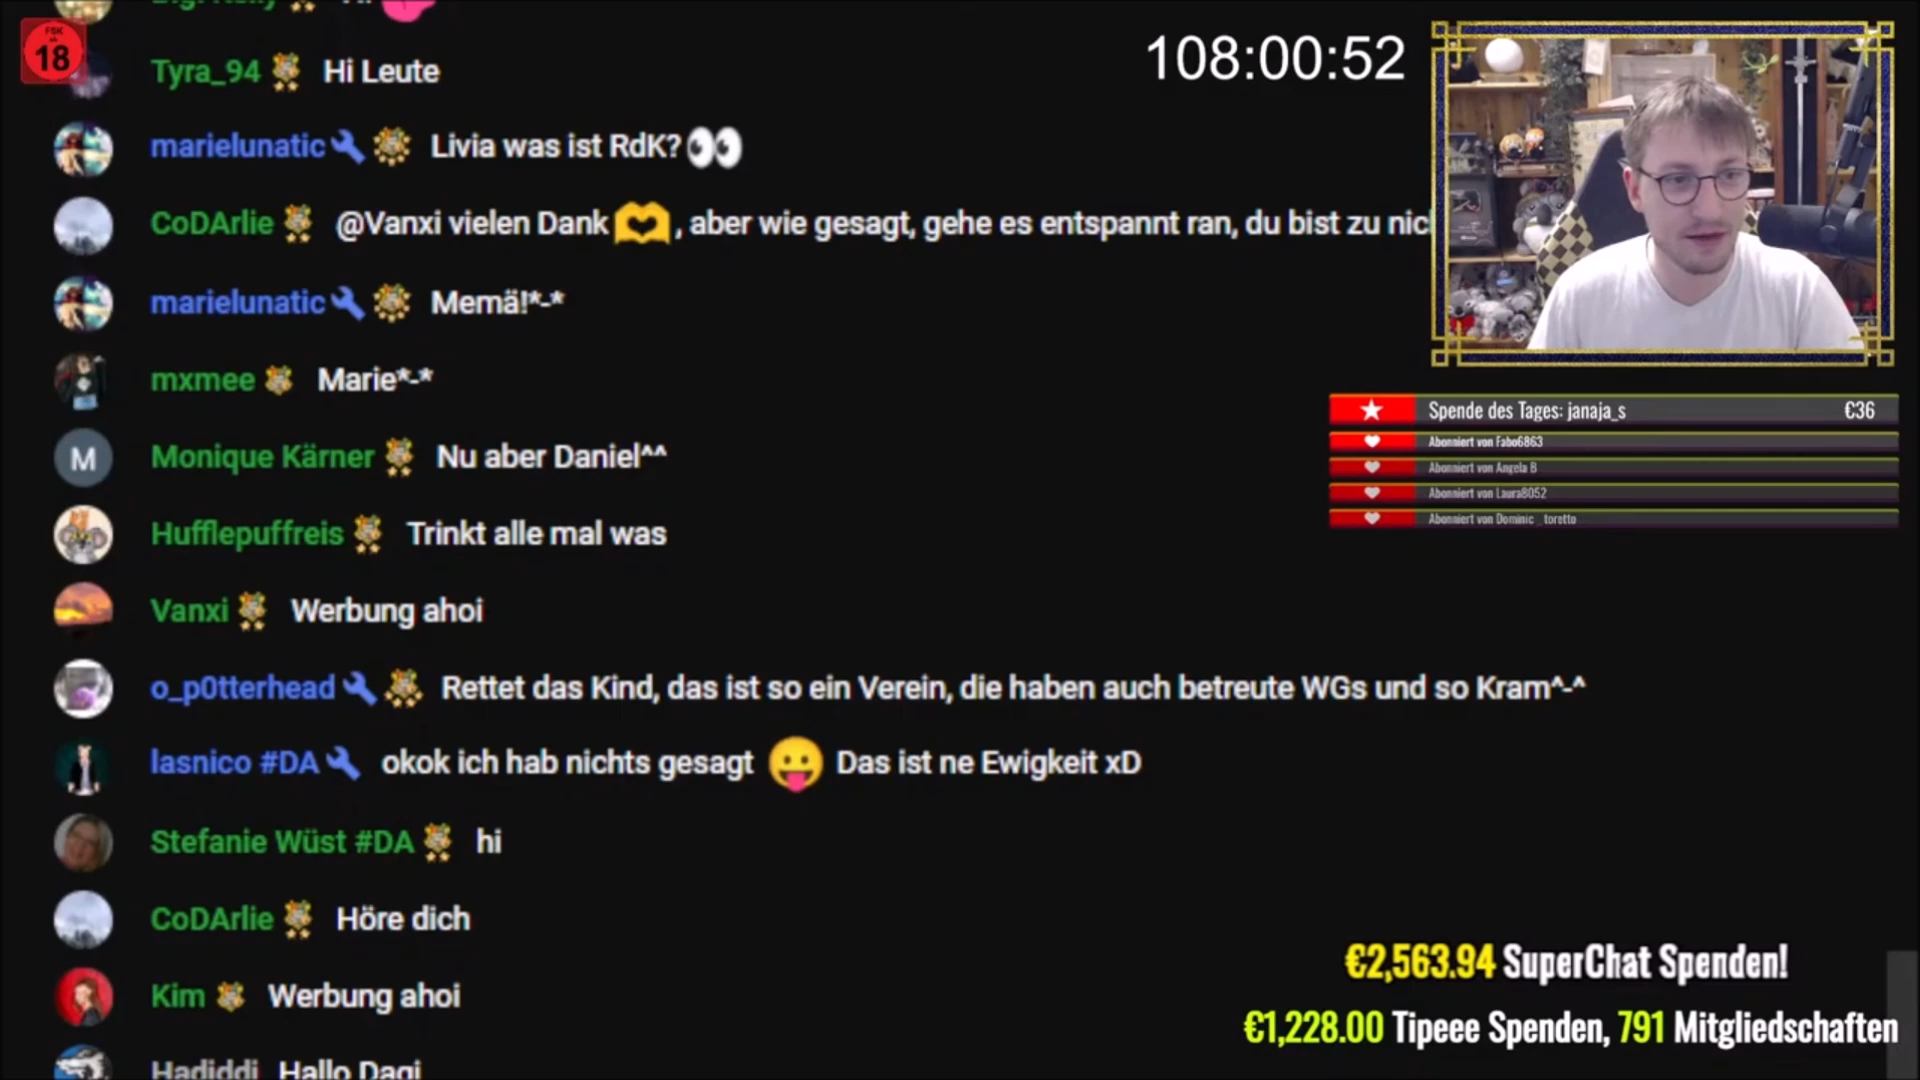 FSK
ab
18
108:00:52
Tyra_94 Hi Leute
marielunatic Livia was ist RdK?
CoDArlie @Vanxi vielen Dank , aber wie gesagt, gehe es entspannt ran, du bist zu nic
marielunatic Memä!*-*
mxmee Marie*-*
M Monique Kärner Nu aber Daniel^^
Hufflepuffreis Trinkt alle mal was
Vanxi Werbung ahoi
o_p0tterhead Rettet das Kind, das ist so ein Verein, die haben auch betreute WGs und so Kram^-^
lasnico #DA okok ich hab nichts gesagt Das ist ne Ewigkeit xD
Stefanie Wüst #DA hi
CoDArlie Höre dich
Kim Werbung ahoi
Hadiddi Hallo Dagi
Spende des Tages: janaja_s €36
Abonniert von Fabo6863
Abonniert von Angela B
Abonniert von Laura8052
Abonniert von Dominic _toretto
€2,563.94 SuperChat Spenden!
€1,228.00 Tipeee Spenden, 791 Mitgliedschaften